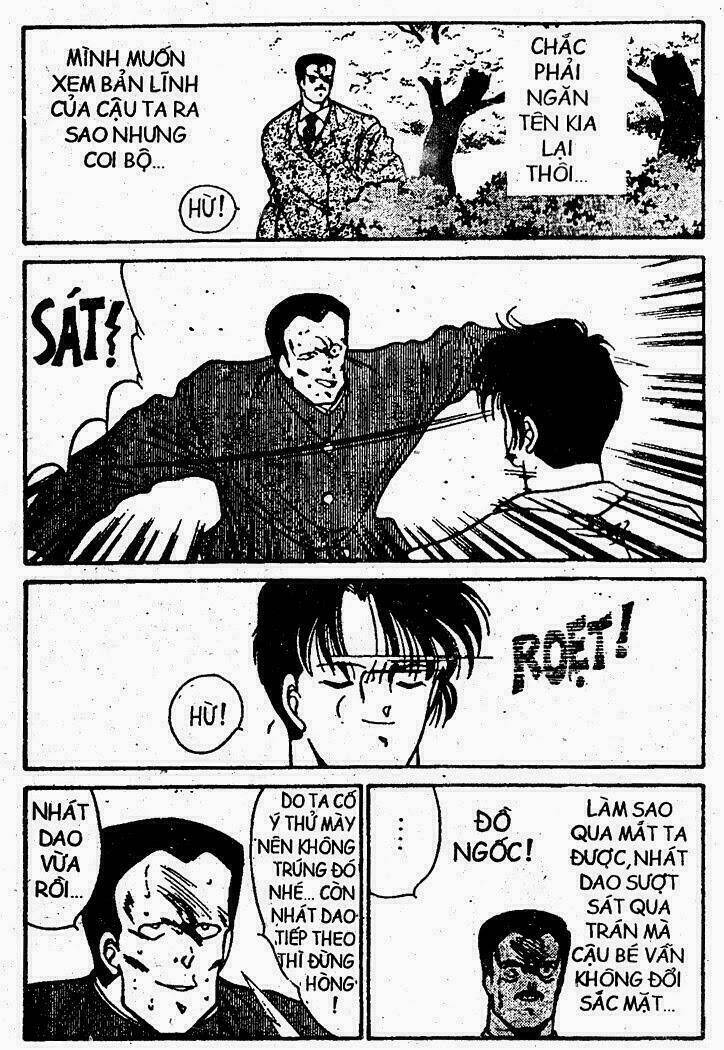 MÌNH MUỐN
XEM BẢN LĨNH
CỦA CẬU TA RA
SAO NHƯNG
COI BỘ...
HỪ!
CHẮC
PHẢI
NGĂN
TÊN KIA
LẠI
THÔI...
SÁT!
HỪ!
ROẸT!
NHÁT
DAO
VỪA
RỒI...
DO TA CỐ
Ý THỬ MÀY
NÊN KHÔNG
TRÚNG ĐÓ
NHÉ... CÒN
NHÁT DAO
TIẾP THEO
THÌ ĐỪNG
HÒNG
!
....
ĐỒ
NGỐC!
LÀM SAO
QUA MẮT TA
ĐƯỢC, NHÁT
DAO SƯỢT
SÁT QUA
TRÁN MÀ
CẬU BÉ VẪN
KHÔNG ĐỔI
SẮC MẶT...